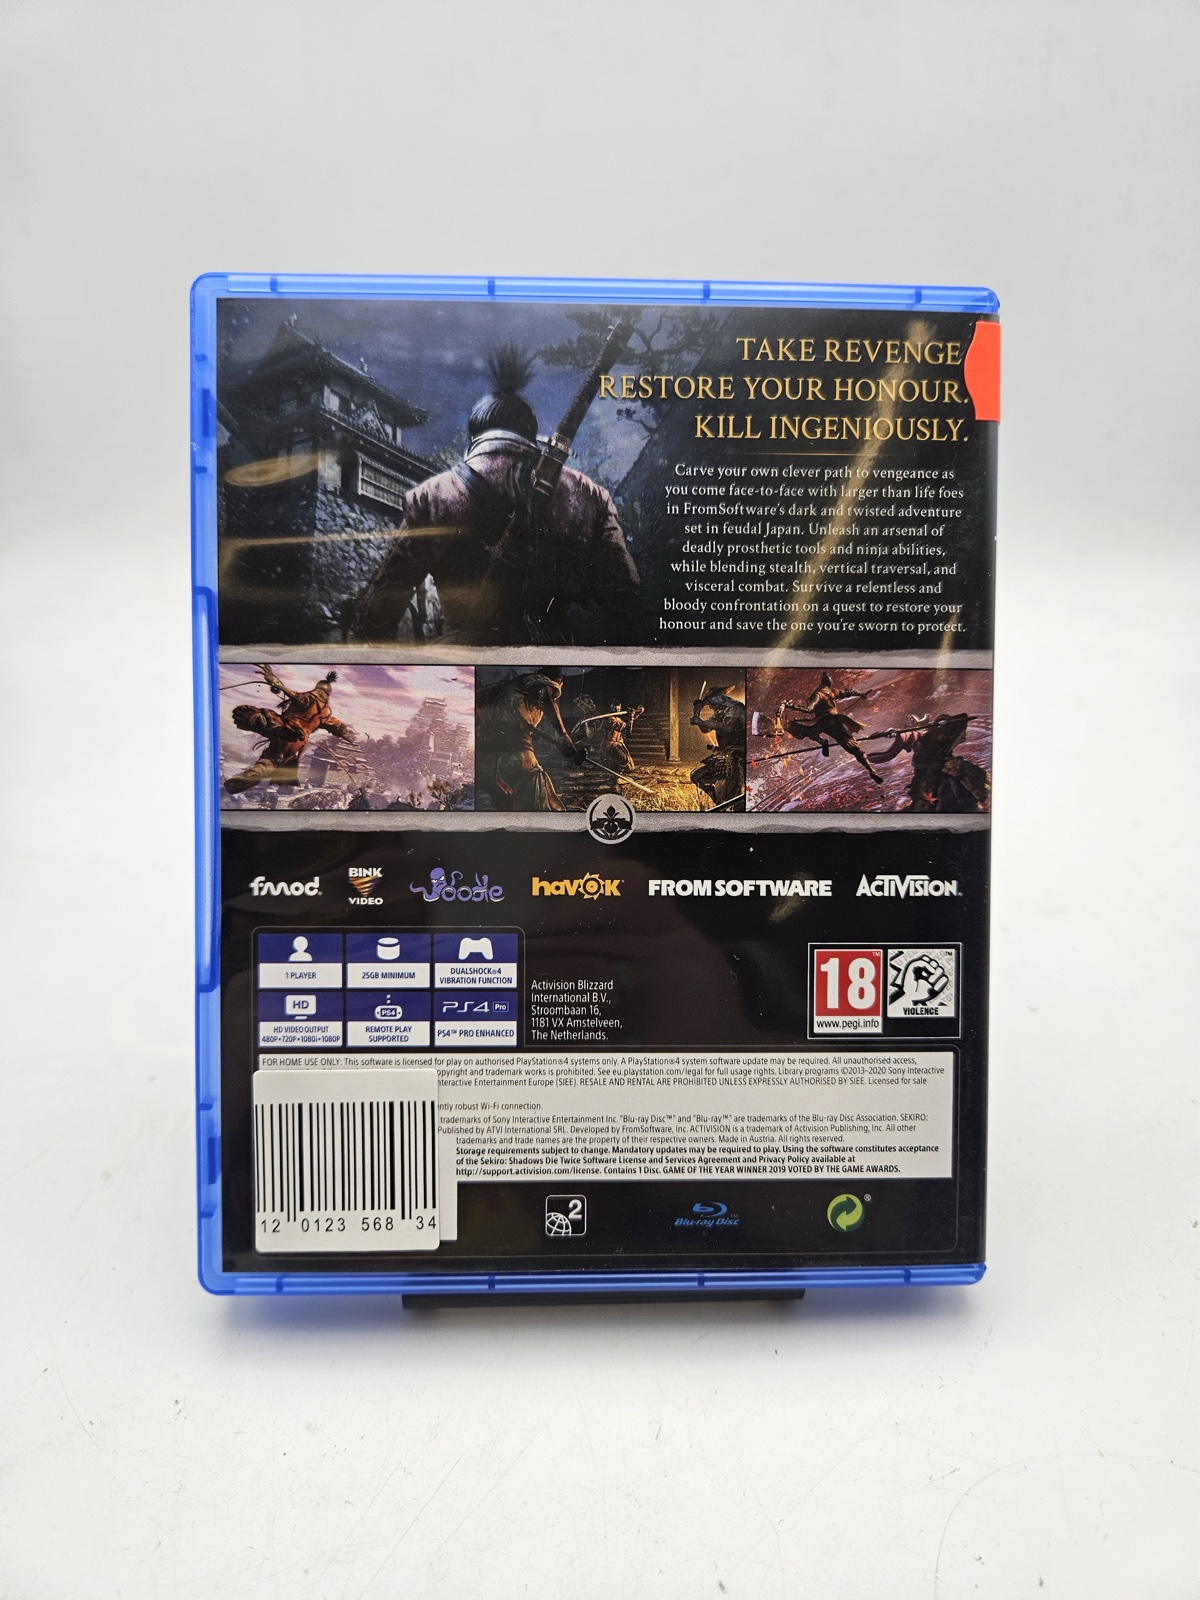 TAKE REVENGE
RESTORE YOUR HONOUR.
KILL INGENIOUSLY.
Carve your own clever path to vengeance as
you come face-to-face with larger than life foes
in FromSoftware's dark and twisted adventure
set in feudal Japan. Unleash an arsenal of
deadly prosthetic tools and ninja abilities,
while blending stealth, vertical traversal, and
visceral combat. Survive a relentless and
bloody confrontation on a quest to restore your
honour and save the one you're sworn to protect.
fmod.
BINK
VIDEO
oodle
havok
FROMSOFTWARE
ACTIVISION.
1 PLAYER
25GB MINIMUM
DUALSHOCK®4
VIBRATION FUNCTION
HD
HD VIDEO OUTPUT
480P•720P•1080i•1080P
PS4
REMOTE PLAY
SUPPORTED
PS4 Pro
PS4™ PRO ENHANCED
Activision Blizzard
International B.V.,
Stroombaan 16,
1181 VX Amstelveen,
The Netherlands.
18
www.pegi.info
VIOLENCE
FOR HOME USE ONLY: This software is licensed for play on authorised PlayStation®4 systems only. A PlayStation®4 system software update may be required. All unauthorised access,
opyright and trademark works is prohibited. See eu.playstation.com/legal for full usage rights. Library programs ©2013–2020 Sony Interactive
nteractive Entertainment Europe (SIEE). RESALE AND RENTAL ARE PROHIBITED UNLESS EXPRESSLY AUTHORISED BY SIEE. Licensed for sale
ntly robust Wi-Fi connection.
trademarks of Sony Interactive Entertainment Inc. "Blu-ray Disc™" and "Blu-ray™" are trademarks of the Blu-ray Disc Association. SEKIRO:
Published by ATVI International SRL. Developed by FromSoftware, Inc. ACTIVISION is a trademark of Activision Publishing, Inc. All other
trademarks and trade names are the property of their respective owners. Made in Austria. All rights reserved.
Storage requirements subject to change. Mandatory updates may be required to play. Using the software constitutes acceptance
of the Sekiro: Shadows Die Twice Software License and Services Agreement and Privacy Policy available at
http://support.activision.com/license. Contains 1 Disc. GAME OF THE YEAR WINNER 2019 VOTED BY THE GAME AWARDS.
12 0123 568 34
2
Blu-ray Disc™
®